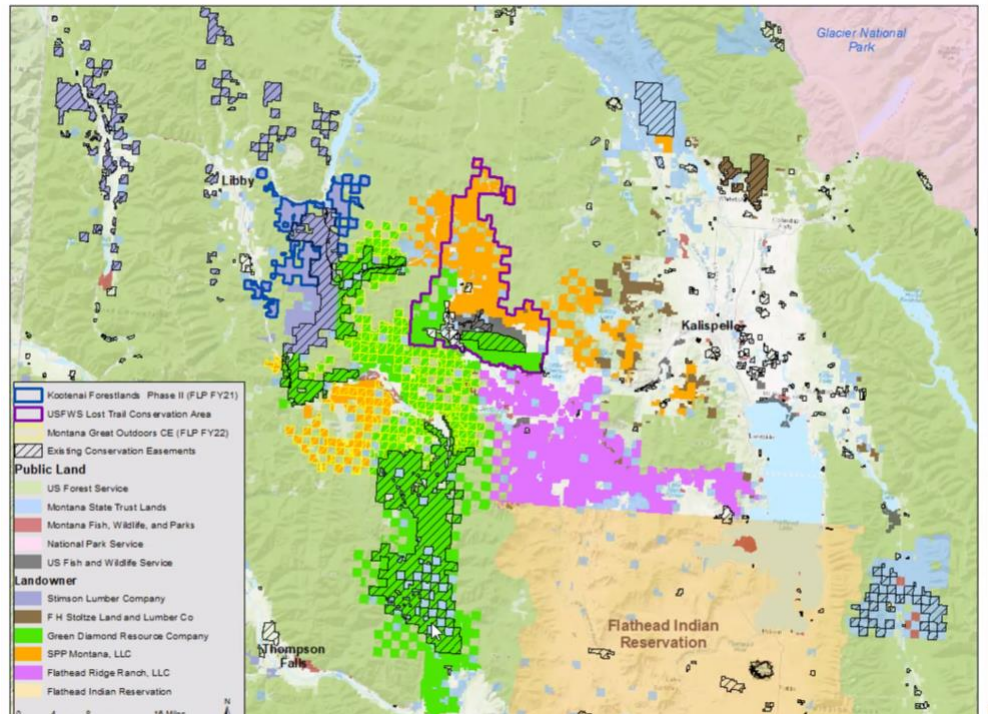 Glacier National
Park
Libby
Kalispell
Kootenai Forestlands Phase II (FLP FY21)
USFWS Lost Trail Conservation Area
Montana Great Outdoors CE (FLP FY22)
Existing Conservation Easements
Public Land
US Forest Service
Montana State Trust Lands
Montana Fish, Wildlife, and Parks
National Park Service
US Fish and Wildlife Service
Landowner
Stimson Lumber Company
F H Stoltze Land and Lumber Co
Green Diamond Resource Company
SPP Montana, LLC
Flathead Ridge Ranch, LLC
Flathead Indian Reservation
Flathead Indian
Reservation
Thompson
Falls
N
Miles